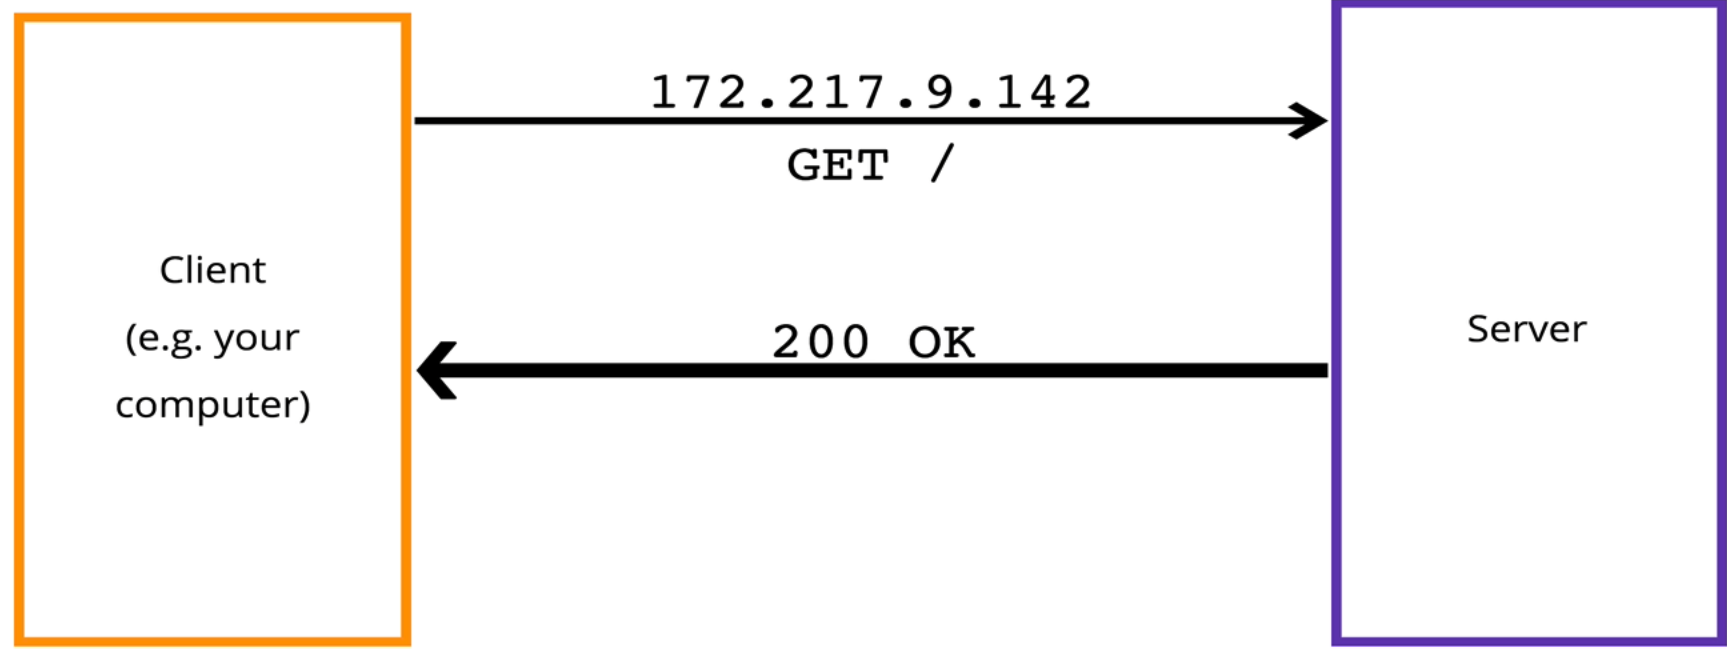 172.217.9.142
GET /
Client
(e.g. your
computer)
200 OK
Server